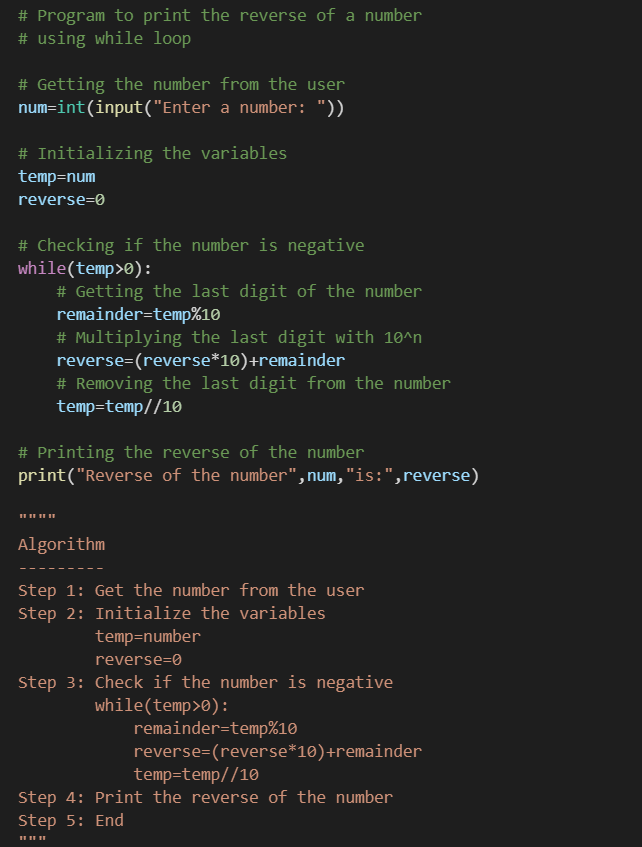 # Program to print the reverse of a number
# using while loop

# Getting the number from the user
num=int(input("Enter a number: "))

# Initializing the variables
temp=num
reverse=0

# Checking if the number is negative
while(temp>0):
    # Getting the last digit of the number
    remainder=temp%10
    # Multiplying the last digit with 10^n
    reverse=(reverse*10)+remainder
    # Removing the last digit from the number
    temp=temp//10

# Printing the reverse of the number
print("Reverse of the number",num,"is:",reverse)

""""
Algorithm
---------
Step 1: Get the number from the user
Step 2: Initialize the variables
        temp=number
        reverse=0
Step 3: Check if the number is negative
        while(temp>0):
            remainder=temp%10
            reverse=(reverse*10)+remainder
            temp=temp//10
Step 4: Print the reverse of the number
Step 5: End
"""